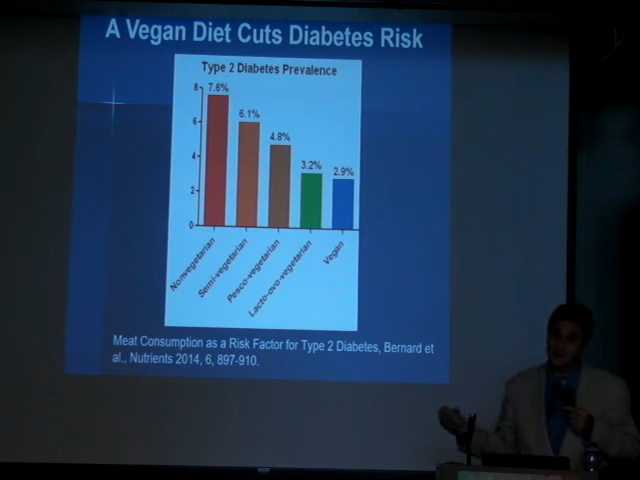 A Vegan Diet Cuts Diabetes Risk
Type 2 Diabetes Prevalence
8
7.6%
6.1%
6
4.8%
4
3.2%
2.9%
2
0
Nonvegetarian
Semi-vegetarian
Pesco-vegetarian
Lacto-ovo-vegetarian
Vegan
Meat Consumption as a Risk Factor for Type 2 Diabetes, Bernard et
al., Nutrients 2014, 6, 897-910.